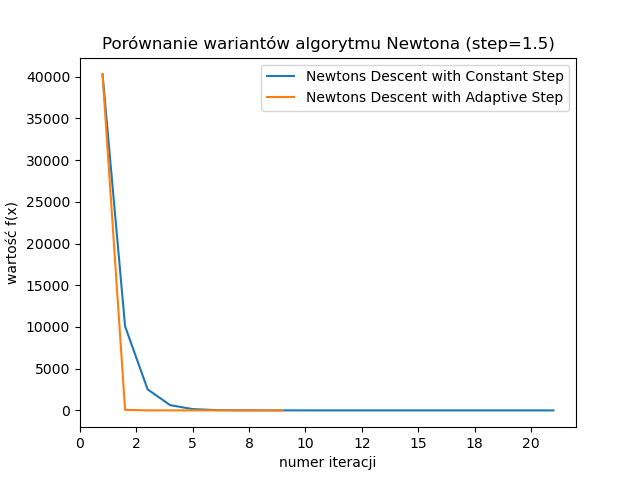 Porównanie wariantów algorytmu Newtona (step=1.5)
Newtons Descent with Constant Step
Newtons Descent with Adaptive Step
wartość f(x)
40000
35000
30000
25000
20000
15000
10000
5000
0
0 2 5 8 10 12 15 18 20
numer iteracji